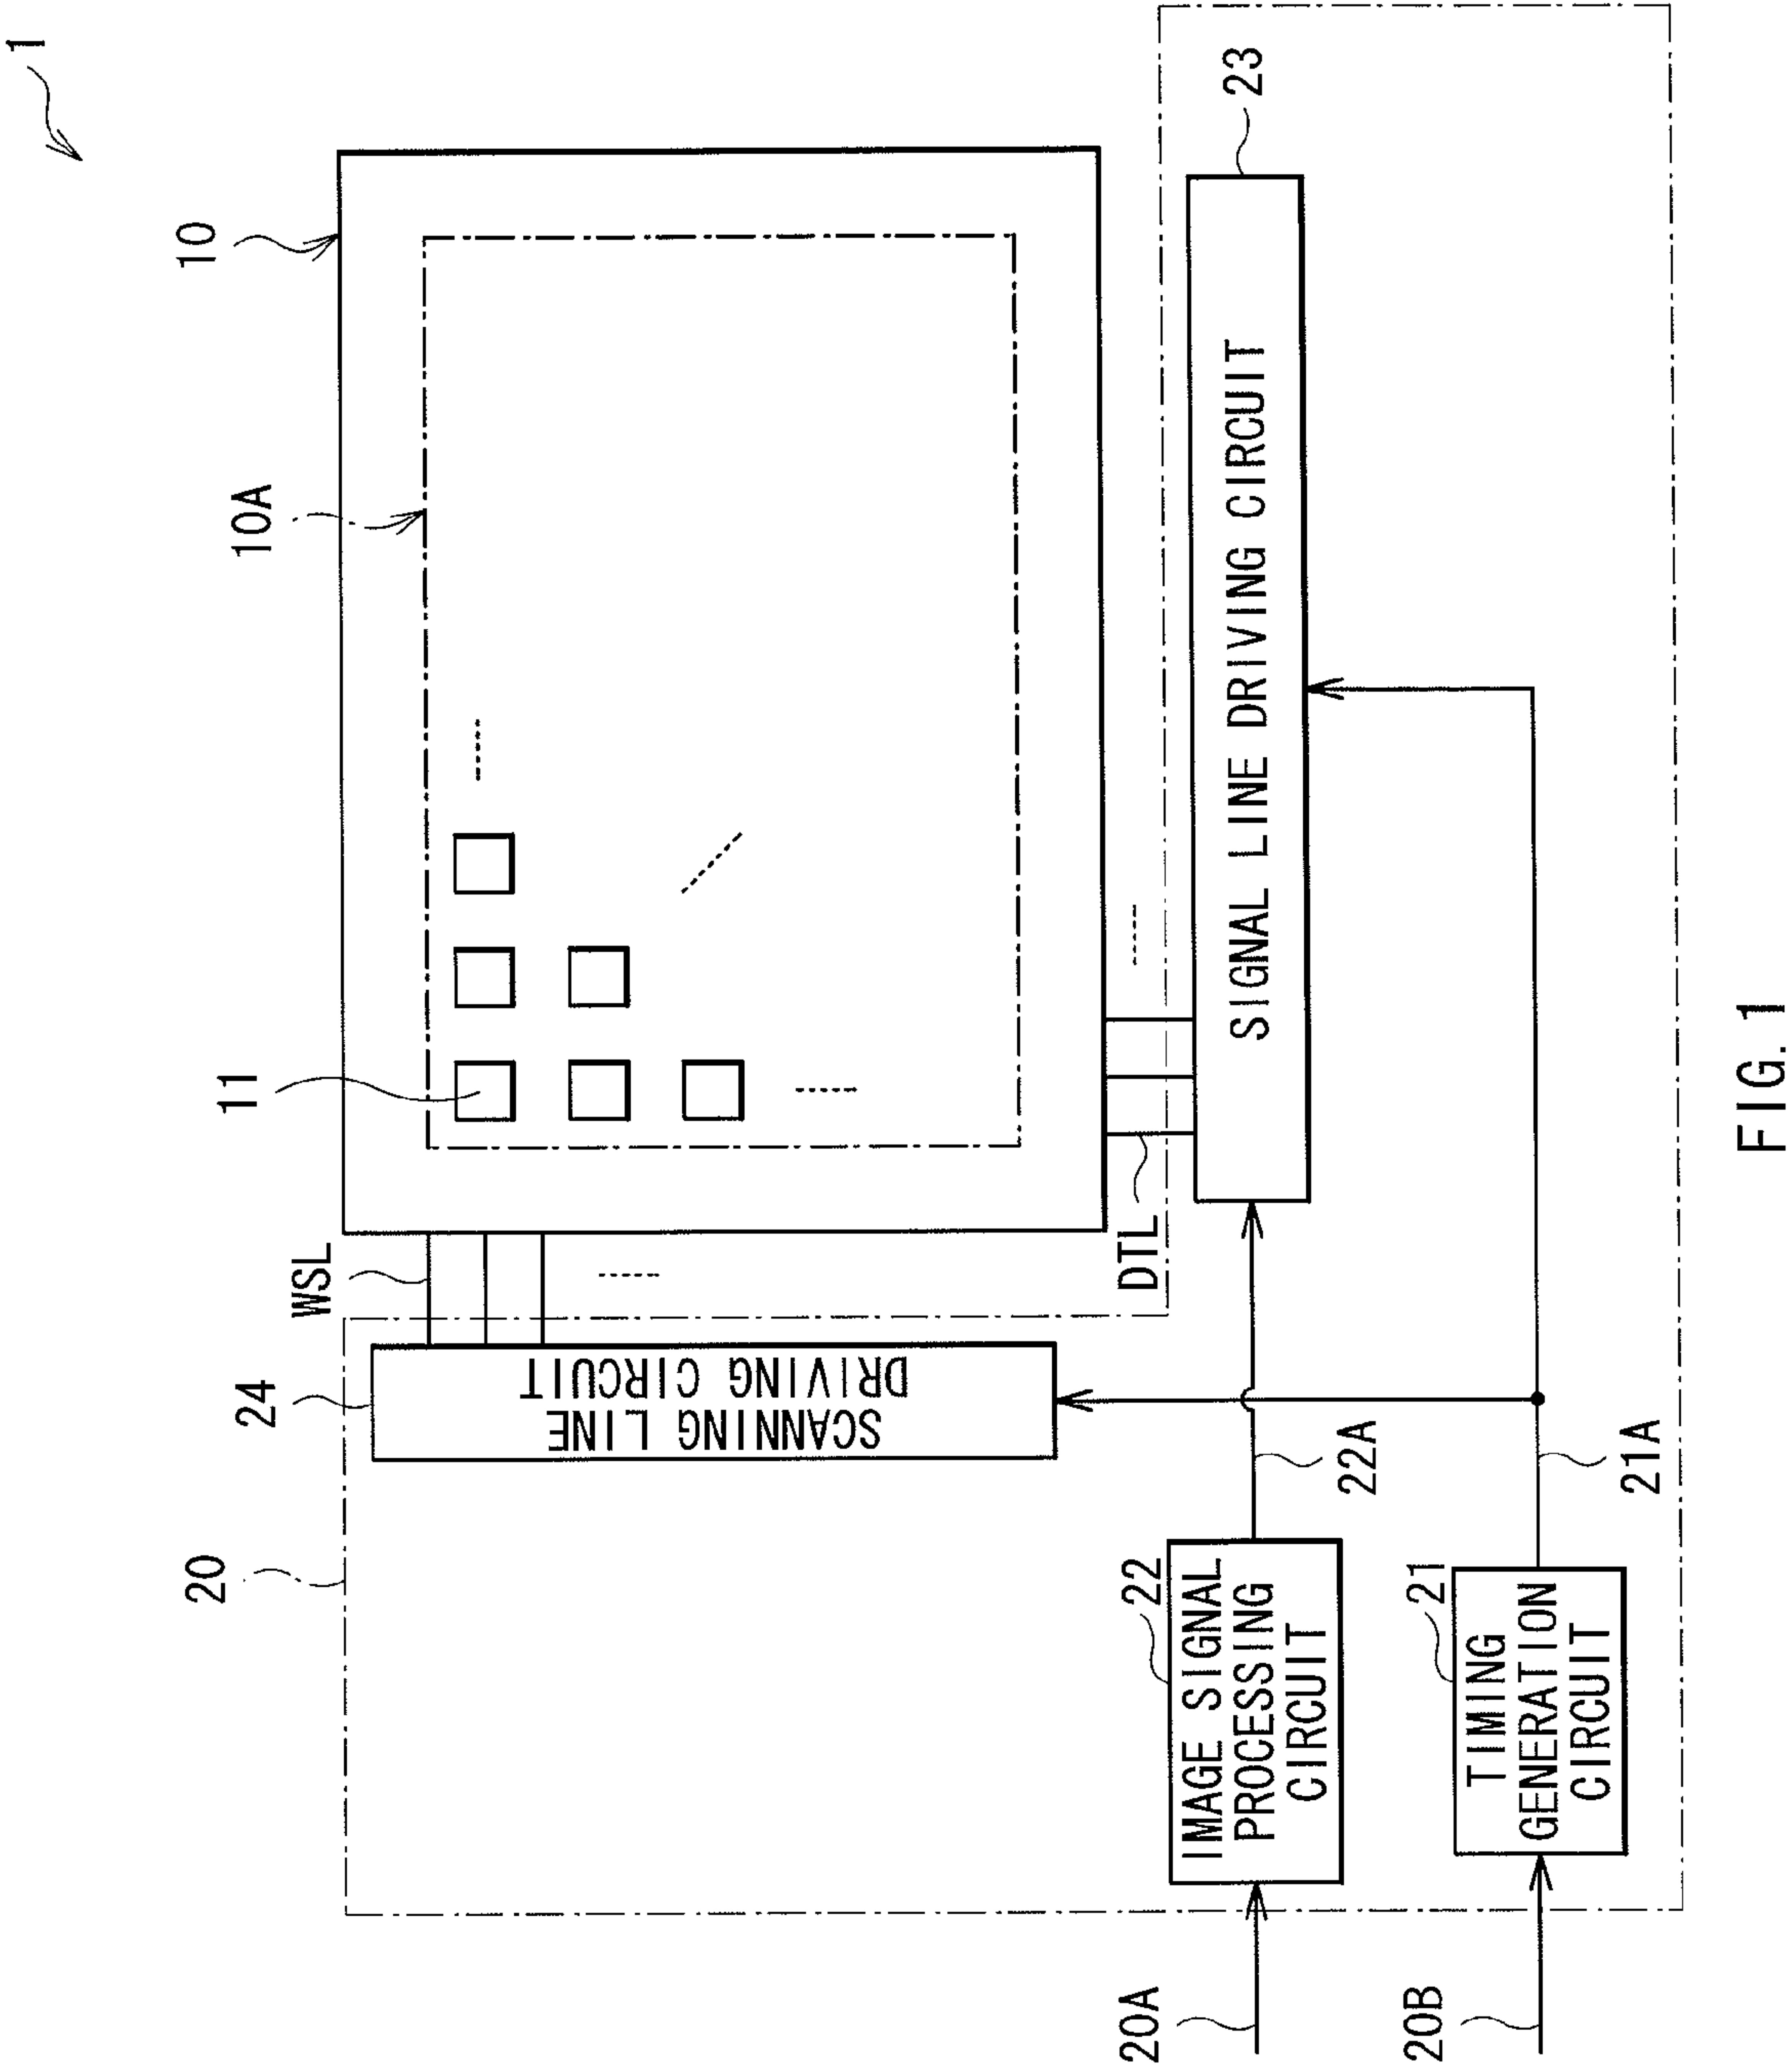 1
10
10A
11
WSL
24
20
SCANNING LINE
DRIVING CIRCUIT
DTL
23
SIGNAL LINE DRIVING CIRCUIT
22A
22
IMAGE SIGNAL
PROCESSING
CIRCUIT
20A
21A
21
TIMING
GENERATION
CIRCUIT
20B
FIG. 1